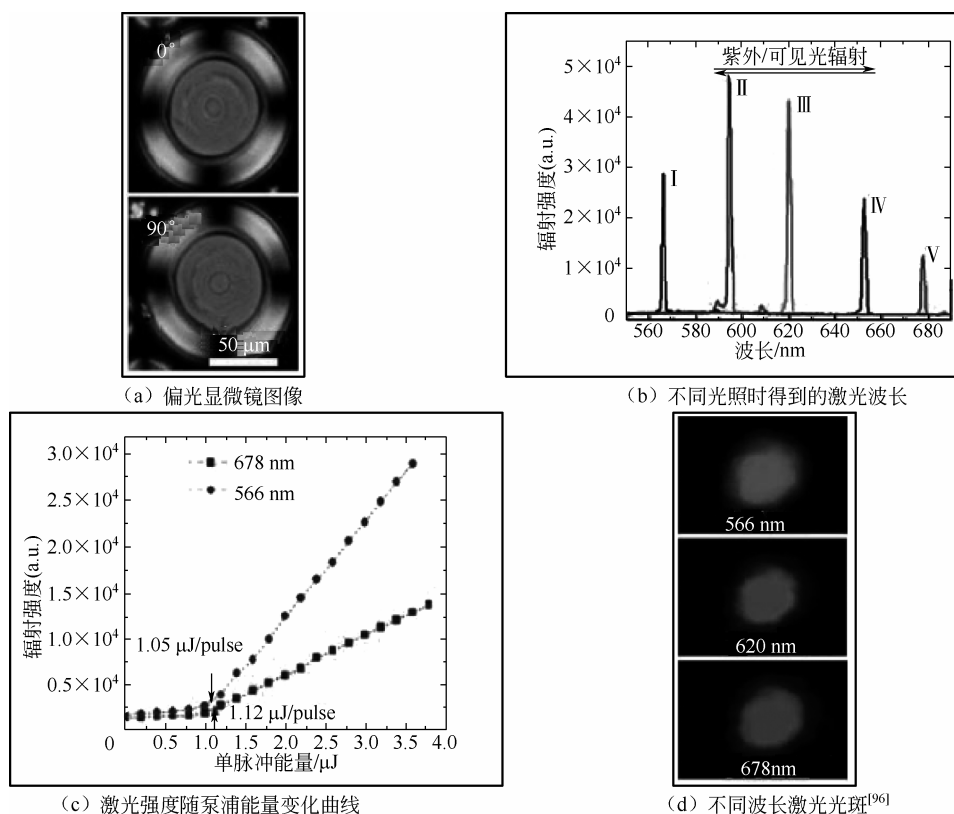 0°
90°
50 μm
（a）偏光显微镜图像
紫外/可见光辐射
5×10⁴
4×10⁴
3×10⁴
2×10⁴
1×10⁴
0
辐射强度(a.u.)
Ⅰ
Ⅱ
Ⅲ
Ⅳ
Ⅴ
560 580 600 620 640 660 680
波长/nm
（b）不同光照时得到的激光波长
3.0×10⁴
2.5×10⁴
2.0×10⁴
1.5×10⁴
1.0×10⁴
0.5×10⁴
辐射强度(a.u.)
678 nm
566 nm
1.05 μJ/pulse
1.12 μJ/pulse
0 0.5 1.0 1.5 2.0 2.5 3.0 3.5 4.0
单脉冲能量/μJ
（c）激光强度随泵浦能量变化曲线
566 nm
620 nm
678nm
（d）不同波长激光光斑[96]